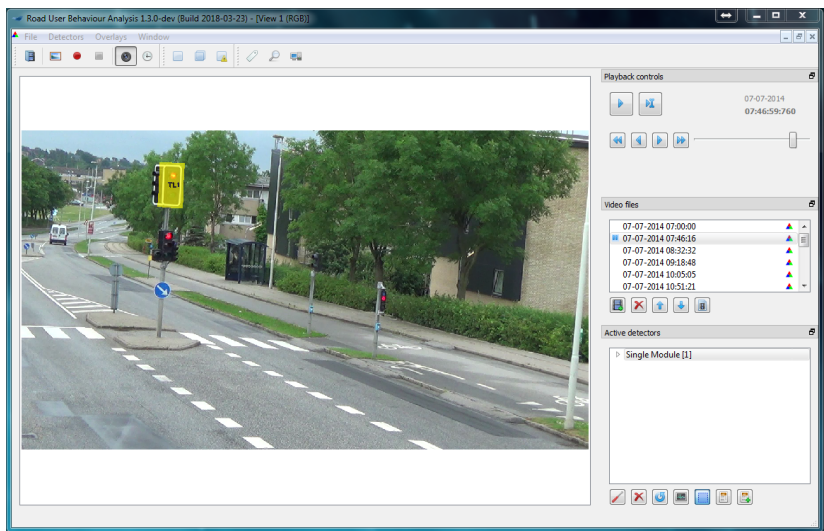 Road User Behaviour Analysis 1.3.0-dev (Build 2018-03-23) - [View 1 (RGB)]
File Detectors Overlays Window
Playback controls
07-07-2014
07:46:59:760
TL1
Video files
07-07-2014 07:00:00
07-07-2014 07:46:16
07-07-2014 08:32:32
07-07-2014 09:18:48
07-07-2014 10:05:05
07-07-2014 10:51:21
Active detectors
Single Module [1]